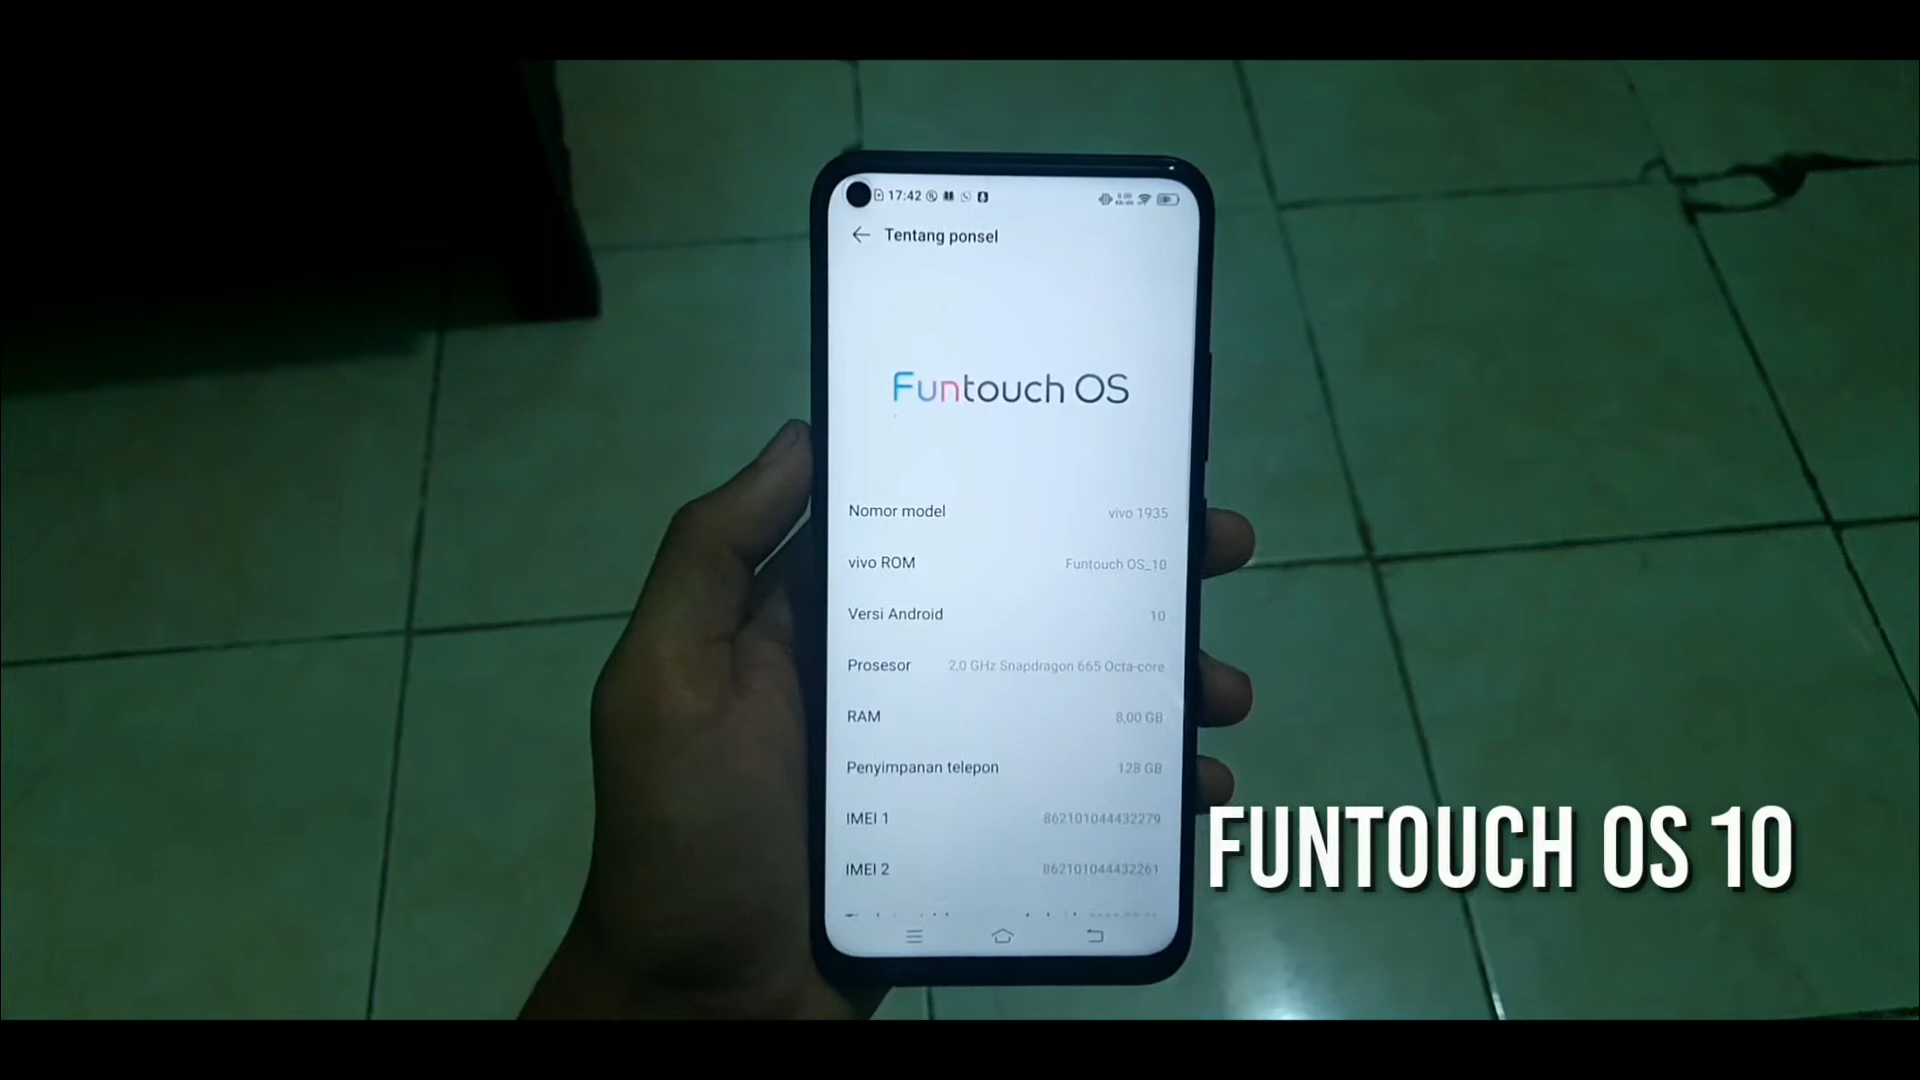 17:42
Tentang ponsel
Funtouch OS
Nomor model vivo 1935
vivo ROM Funtouch OS_10
Versi Android 10
Prosesor 2,0 GHz Snapdragon 665 Octa-core
RAM 8,00 GB
Penyimpanan telepon 128 GB
IMEI 1 862101044432279
IMEI 2 862101044432261
FUNTOUCH OS 10